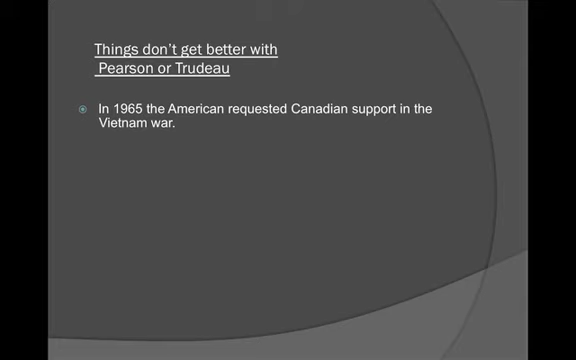 Things don't get better with
Pearson or Trudeau
In 1965 the American requested Canadian support in the
Vietnam war.